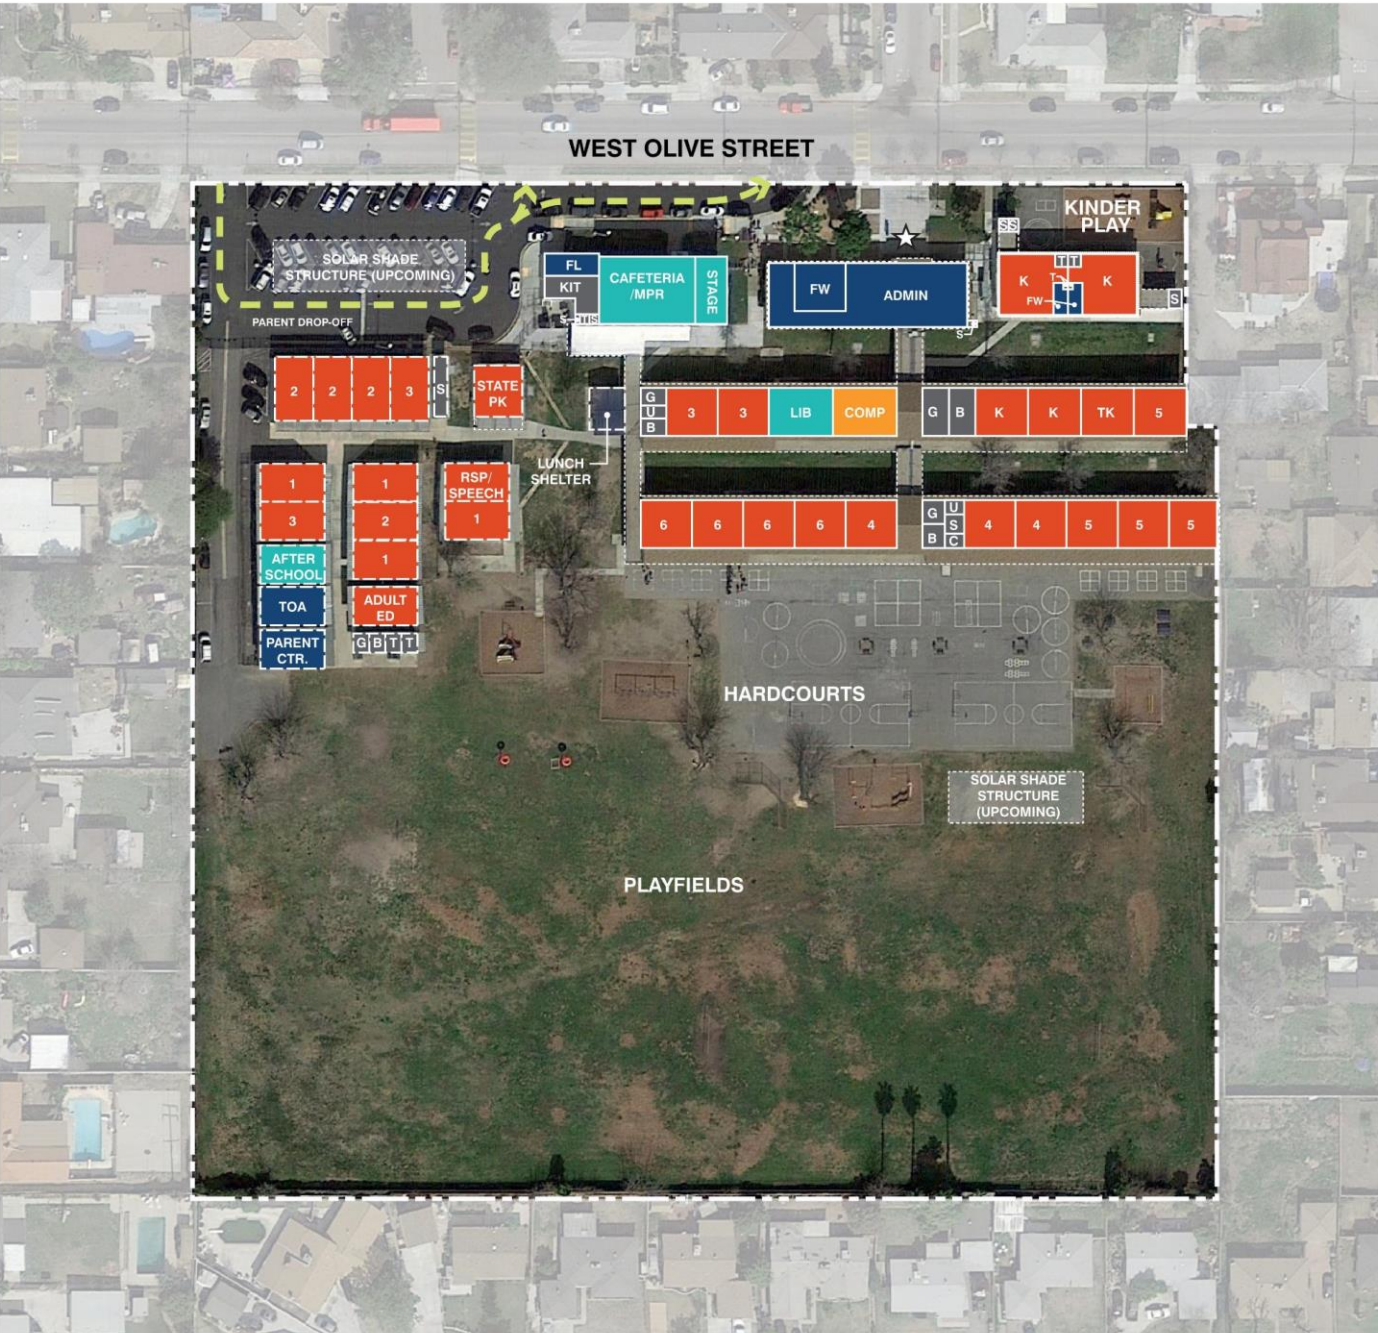 WEST OLIVE STREET
KINDER
PLAY
SS
SOLAR SHADE
STRUCTURE (UPCOMING)
PARENT DROP-OFF
FL
KIT
CAFETERIA
/MPR
STAGE
S
T S
FW
ADMIN
S
K
T T
T
K
FW
S
2 2 2 3 S
STATE
PK
LUNCH
SHELTER
G
U
B
3 3 LIB COMP
G B K K TK 5
1
3
AFTER
SCHOOL
TOA
PARENT
CTR.
1
2
1
ADULT
ED
G B T T
RSP/
SPEECH
1
6 6 6 6 4
G
B
U
S
C
4 4 5 5 5
HARDCOURTS
SOLAR SHADE
STRUCTURE
(UPCOMING)
PLAYFIELDS